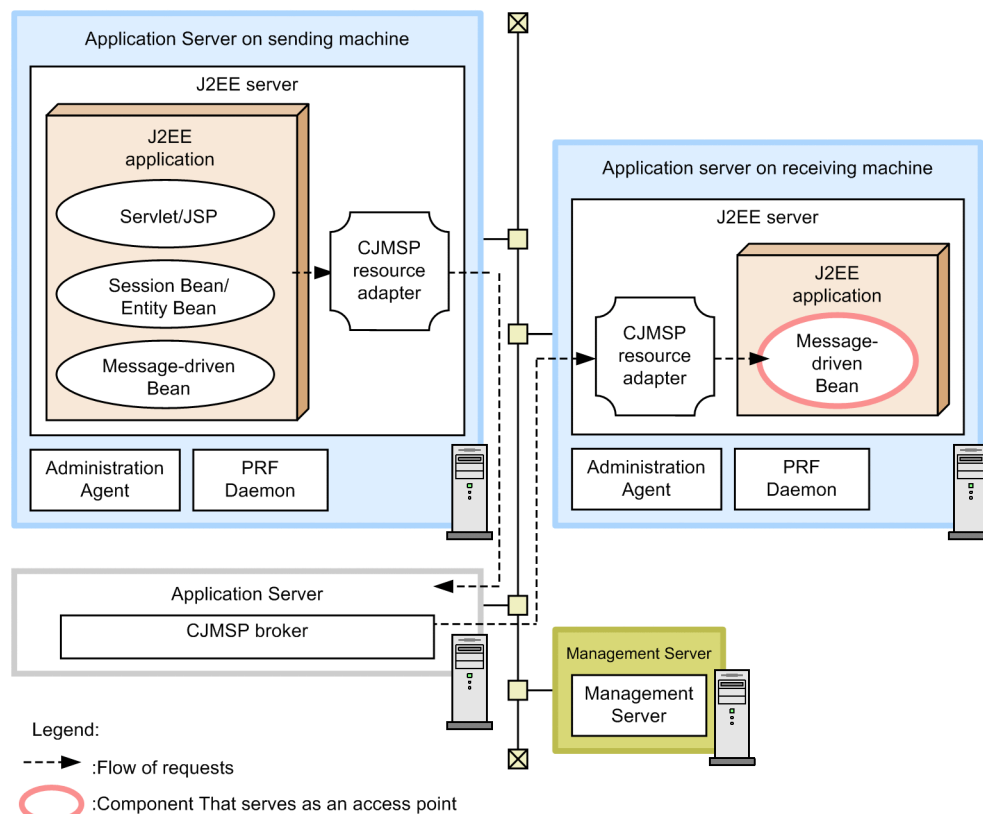 Application Server on sending machine
J2EE server
J2EE
application
Servlet/JSP
Session Bean/
Entity Bean
Message-driven
Bean
CJMSP
resource
adapter
Administration
Agent
PRF
Daemon
Application server on receiving machine
J2EE server
CJMSP
resource
adapter
J2EE
application
Message-
driven
Bean
Administration
Agent
PRF
Daemon
Application Server
CJMSP broker
Management Server
Management
Server
Legend:
:Flow of requests
:Component That serves as an access point